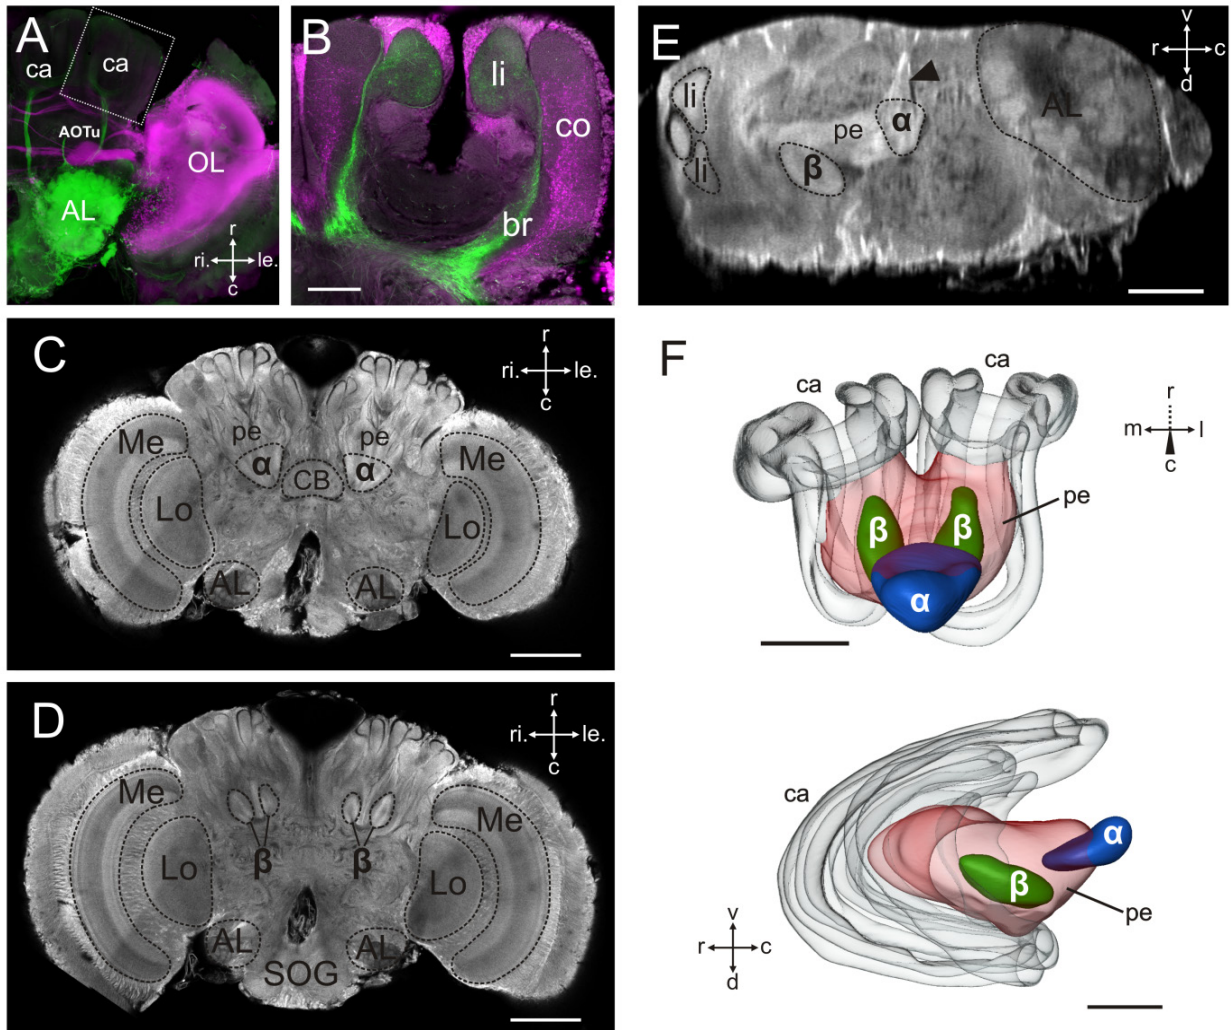 A
ca
ca
AOTu
OL
AL
r
ri. le.
c
B
li
co
br
E
v
r c
d
li
li
pe
α
β
AL
C
r
ri. le.
c
Me
pe
pe
α
CB
α
Me
Lo
Lo
AL
AL
D
r
ri. le.
c
Me
Me
β
β
Lo
Lo
AL
AL
SOG
F
ca
ca
r
m l
c
pe
β
β
α
ca
α
β
pe
v
r c
d